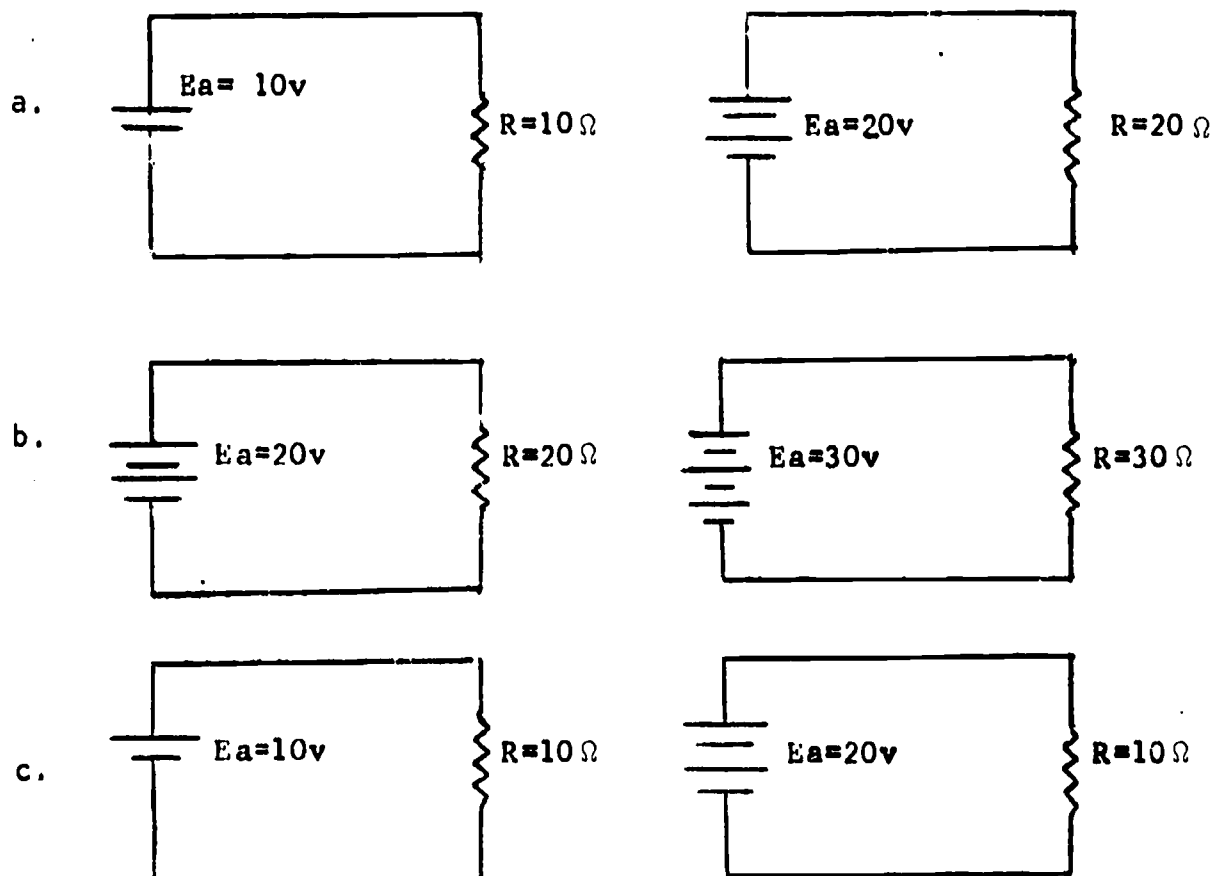 a.
Ea= 10v
R=10Ω
Ea=20v
R=20Ω
b.
Ea=20v
R=20Ω
Ea=30v
R=30Ω
c.
Ea=10v
R=10Ω
Ea=20v
R=10Ω